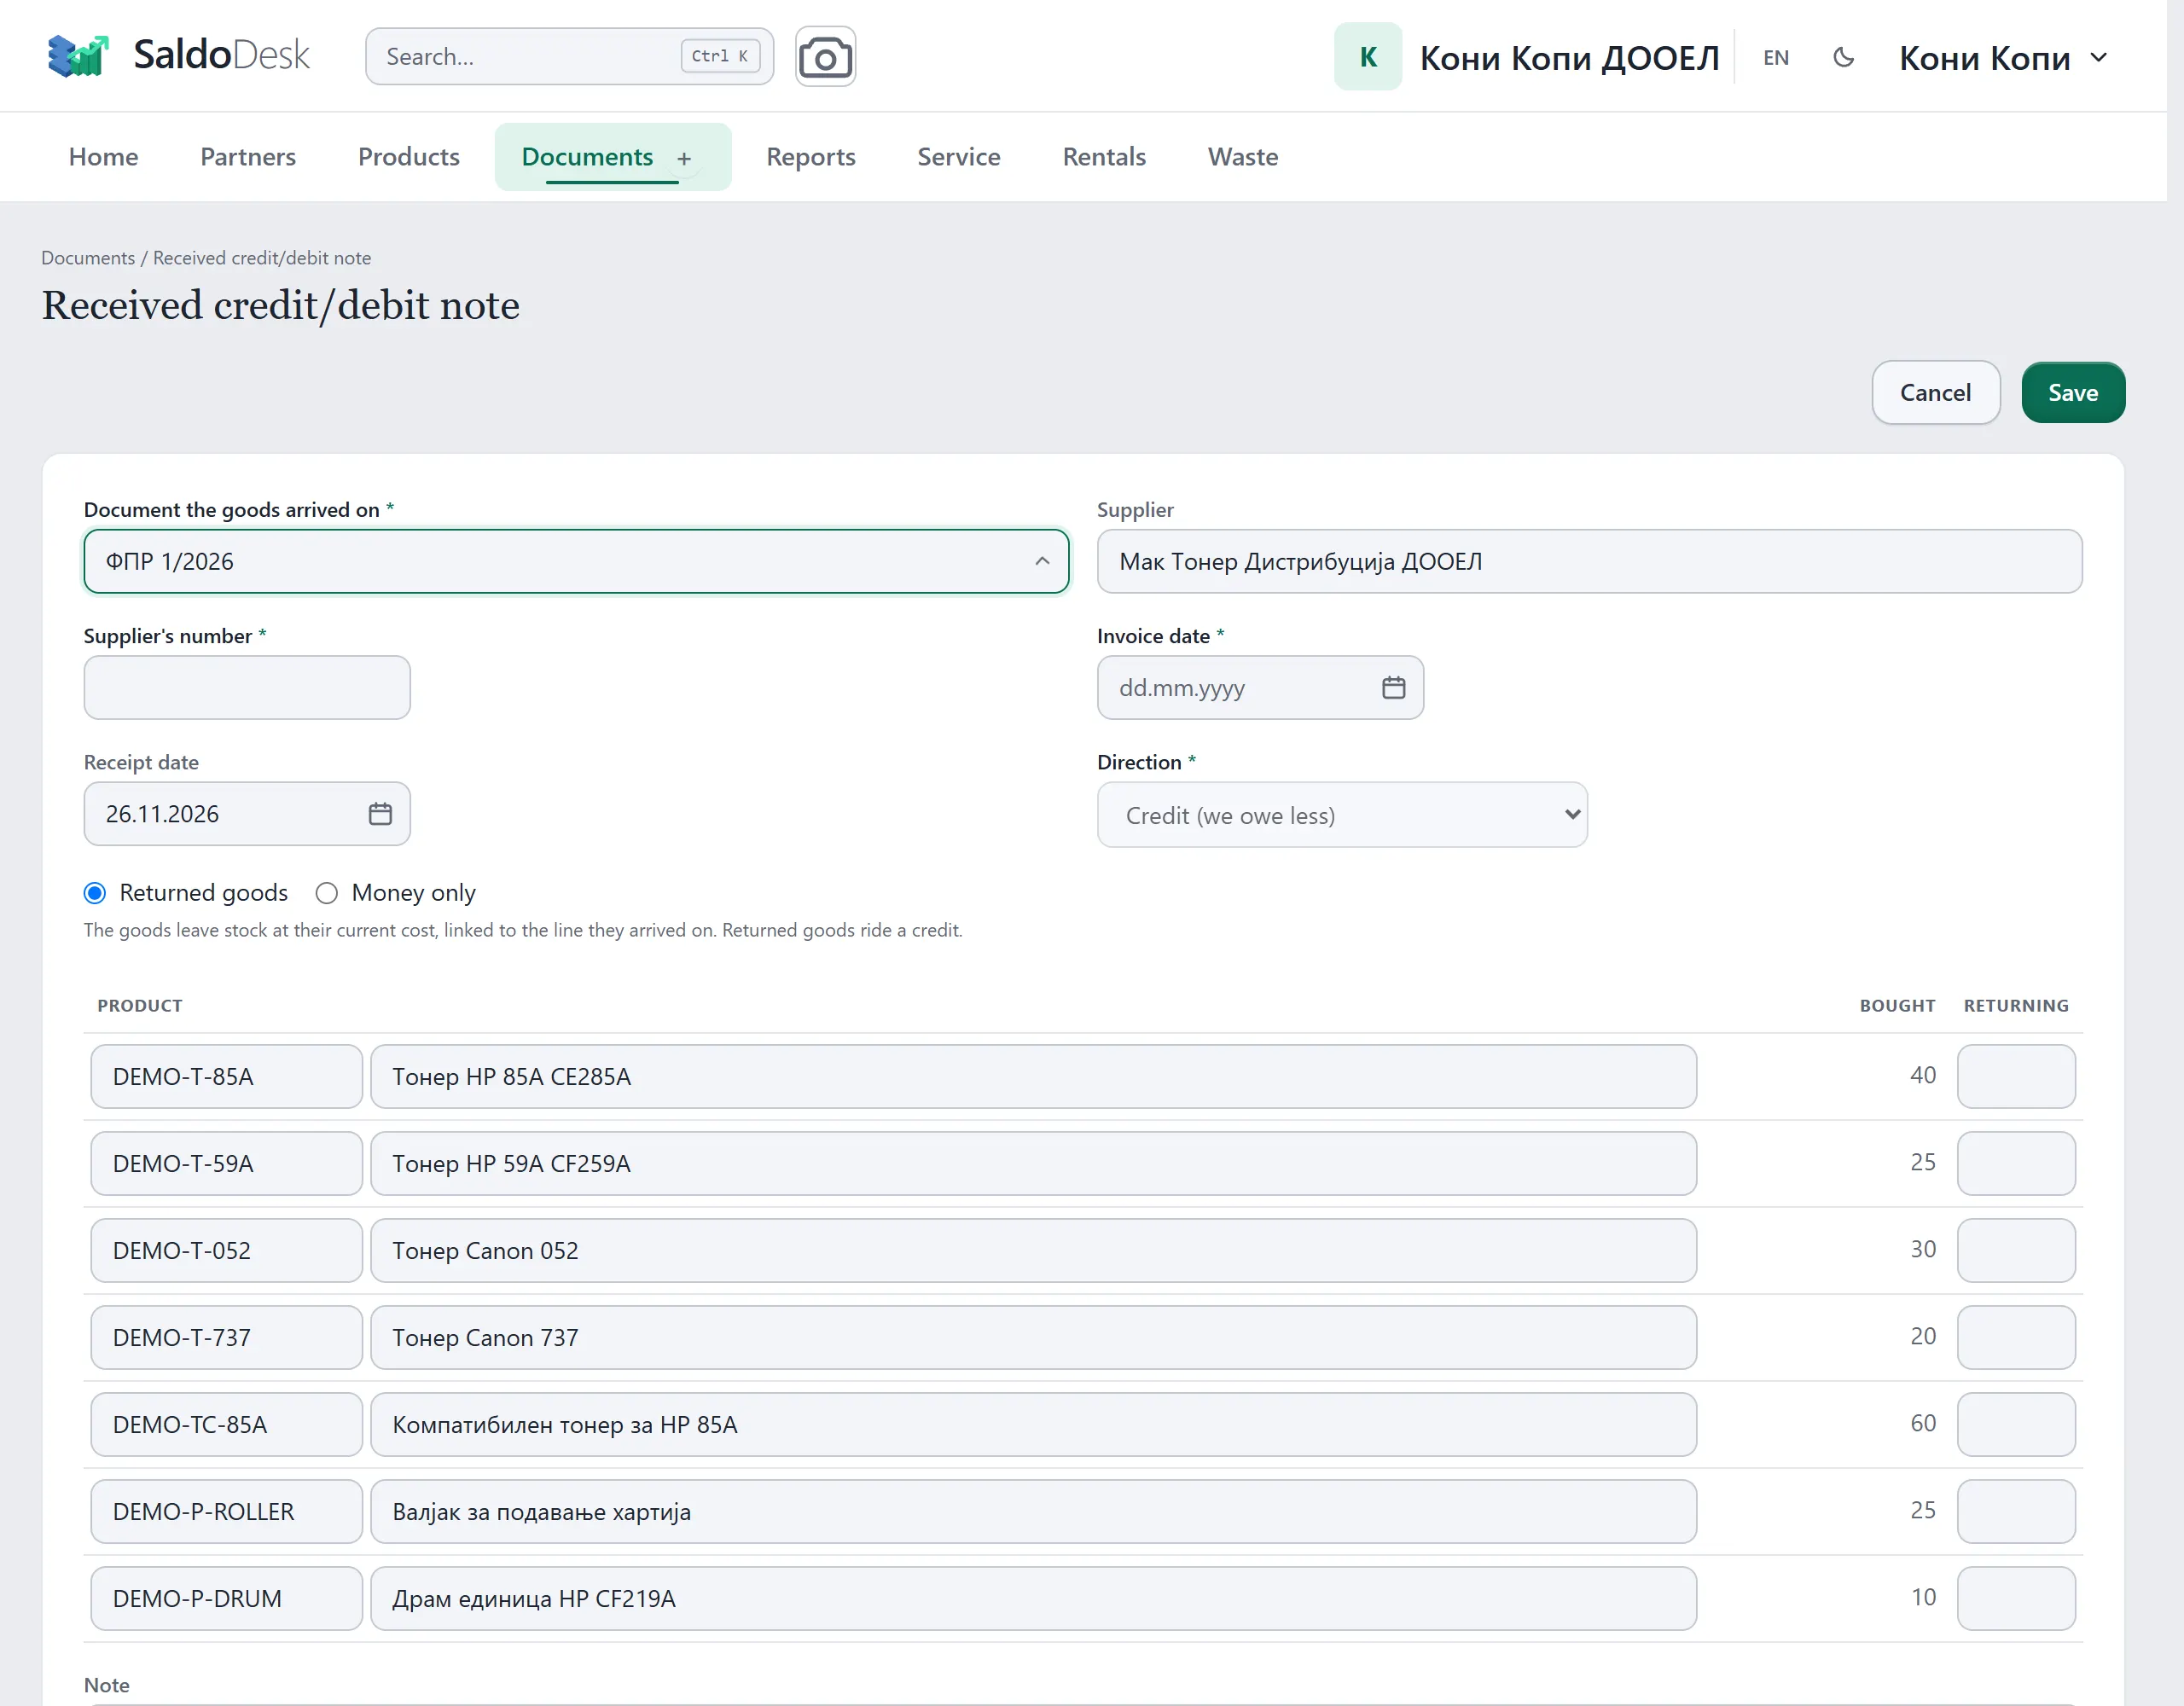 SaldoDesk
Search... Ctrl K
К Кони Копи ДООЕЛ EN Кони Копи
Home Partners Products Documents + Reports Service Rentals Waste
Documents / Received credit/debit note
Received credit/debit note
Cancel Save
Document the goods arrived on * Supplier
ФПР 1/2026 Мак Тонер Дистрибуција ДООЕЛ
Supplier's number * Invoice date *
dd.mm.yyyy
Receipt date Direction *
26.11.2026 Credit (we owe less)
Returned goods Money only
The goods leave stock at their current cost, linked to the line they arrived on. Returned goods ride a credit.
PRODUCT BOUGHT RETURNING
DEMO-T-85A Тонер HP 85A CE285A 40
DEMO-T-59A Тонер HP 59A CF259A 25
DEMO-T-052 Тонер Canon 052 30
DEMO-T-737 Тонер Canon 737 20
DEMO-TC-85A Компатибилен тонер за HP 85A 60
DEMO-P-ROLLER Валјак за подавање хартија 25
DEMO-P-DRUM Драм единица HP CF219A 10
Note